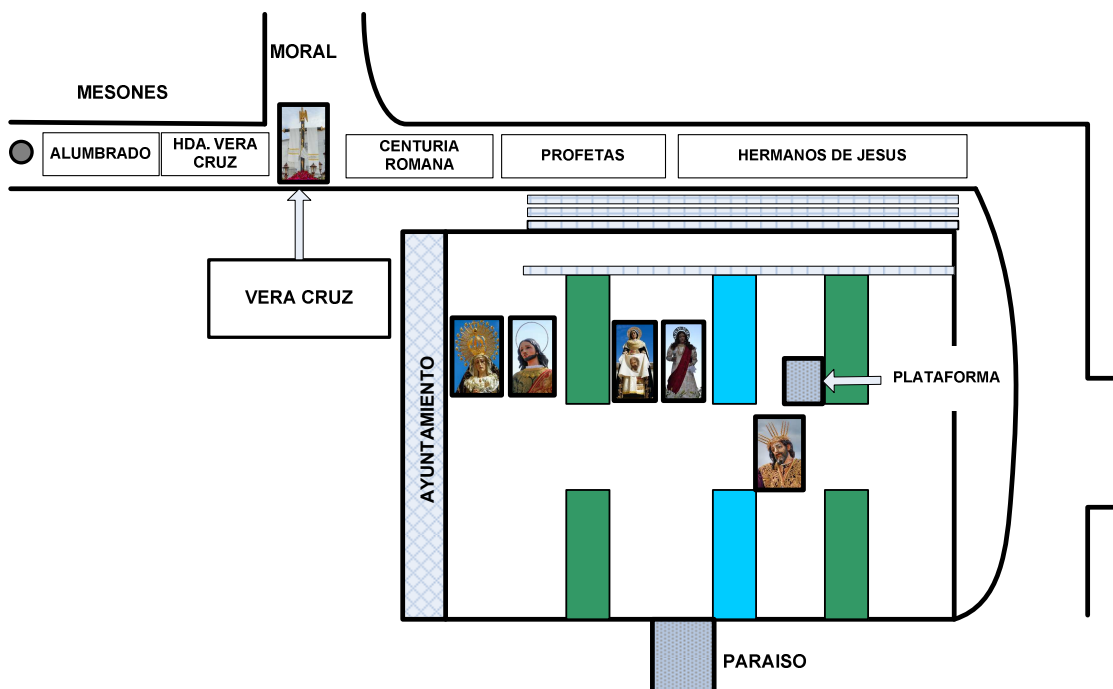 MORAL
MESONES
ALUMBRADO
HDA. VERA
CRUZ
CENTURIA
ROMANA
PROFETAS
HERMANOS DE JESUS
VERA CRUZ
AYUNTAMIENTO
PLATAFORMA
PARAISO